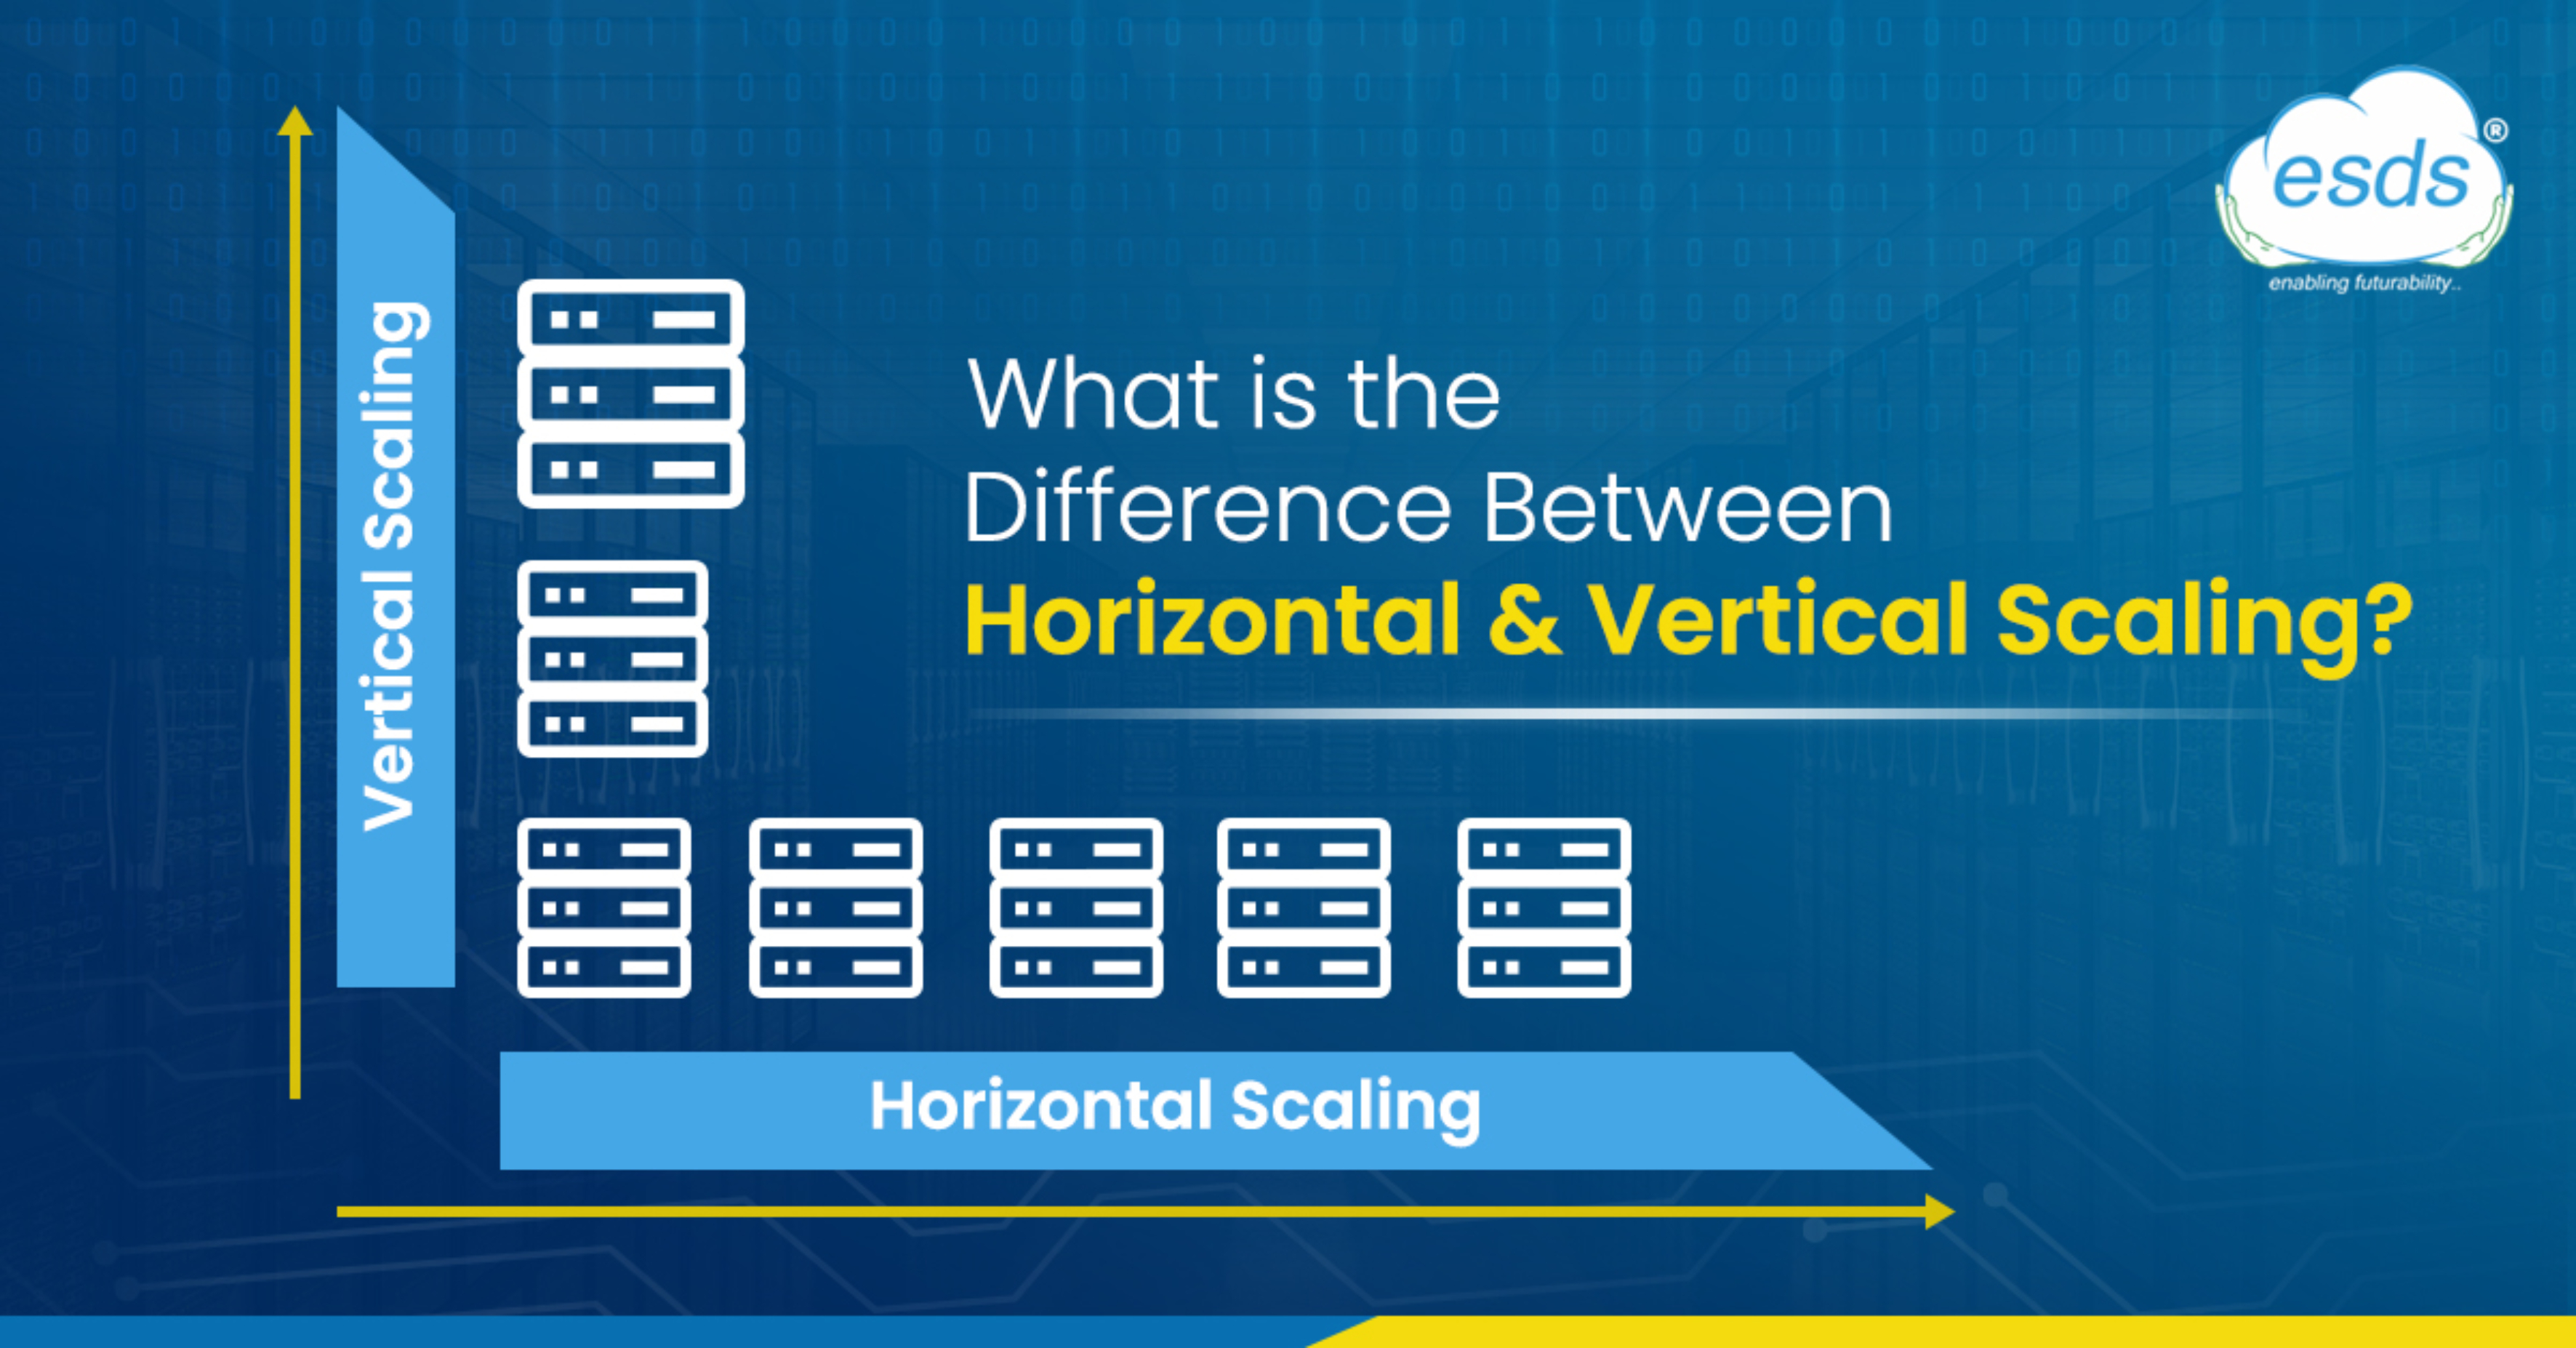 esds®
enabling futurability..
What is the
Difference Between
Horizontal & Vertical Scaling?
Vertical Scaling
Horizontal Scaling